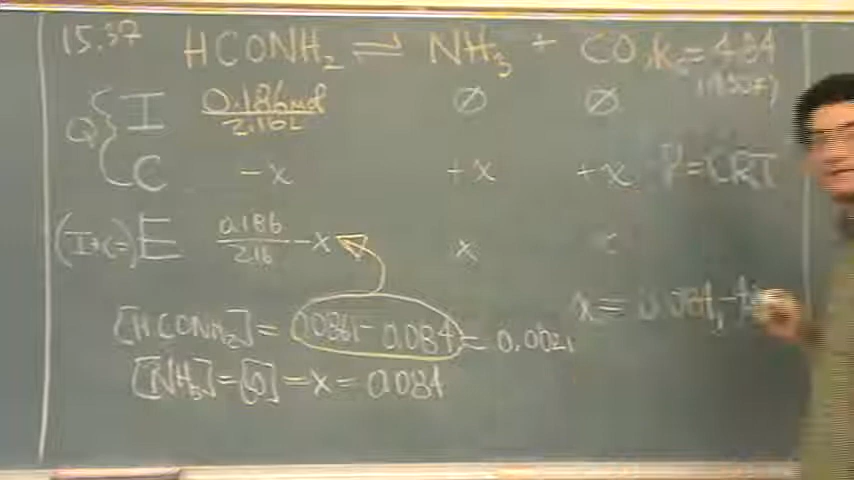 15.37 HCONH₂ ⇌ NH₃ + CO, Kc = 4.84
Q { I 0.186 mol / 2.16 L ∅ ∅
C -x +x +x P = CRT
(I+C=) E 0.186 / 2.16 - x x
[HCONH₂] = 0.0861 - 0.084 = 0.0021 x = 0.084,
[NH₃] = [CO] = x = 0.084